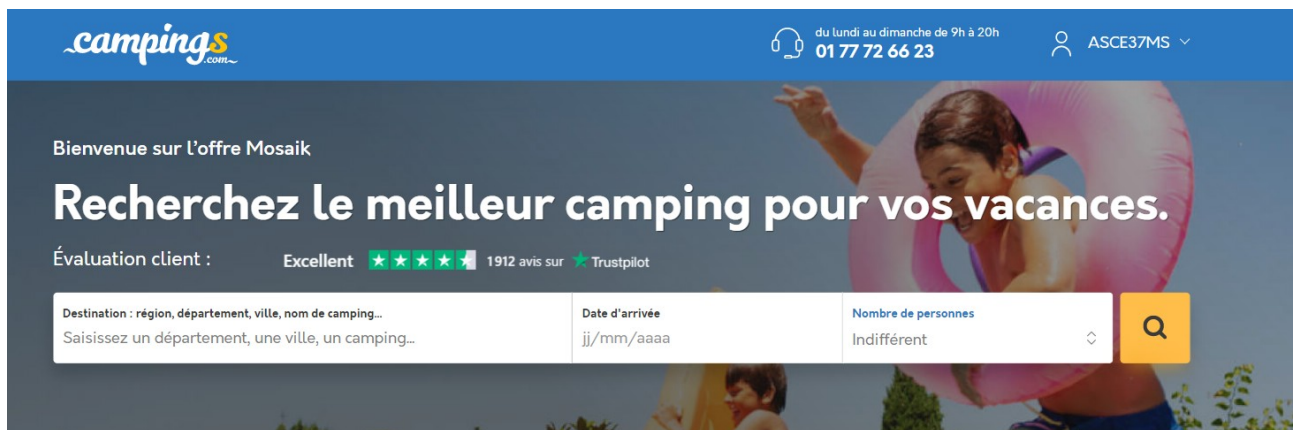 campings
.com
du lundi au dimanche de 9h à 20h
01 77 72 66 23
ASCE37MS
Bienvenue sur l'offre Mosaik
Recherchez le meilleur camping pour vos vacances.
Évaluation client :
Excellent
1912 avis sur
Trustpilot
Destination : région, département, ville, nom de camping...
Saisissez un département, une ville, un camping...
Date d'arrivée
jj/mm/aaaa
Nombre de personnes
Indifférent